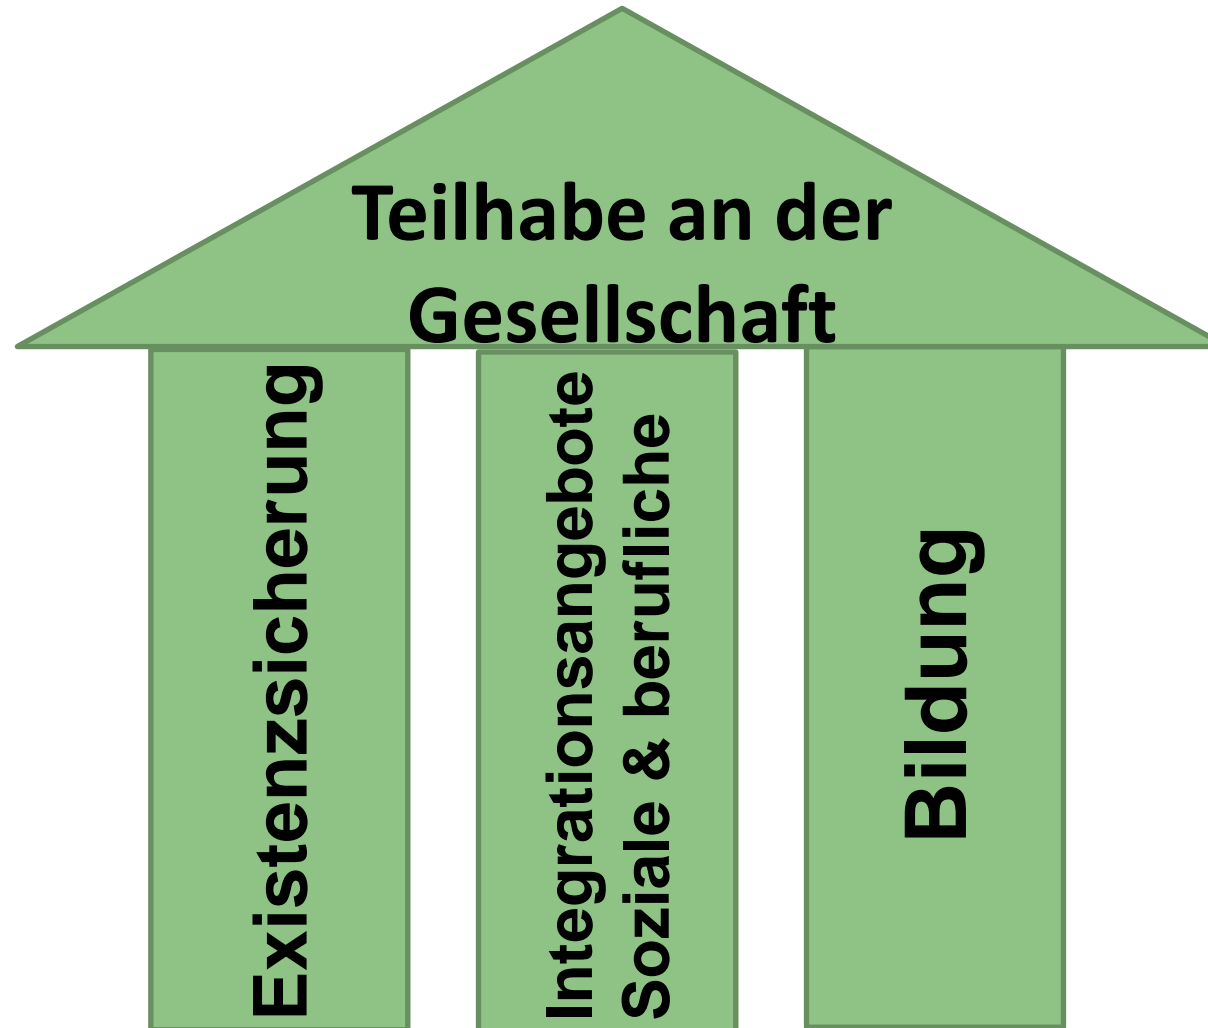 Teilhabe an der
Gesellschaft
Existenzsicherung
Integrationsangebote
Soziale & berufliche
Bildung